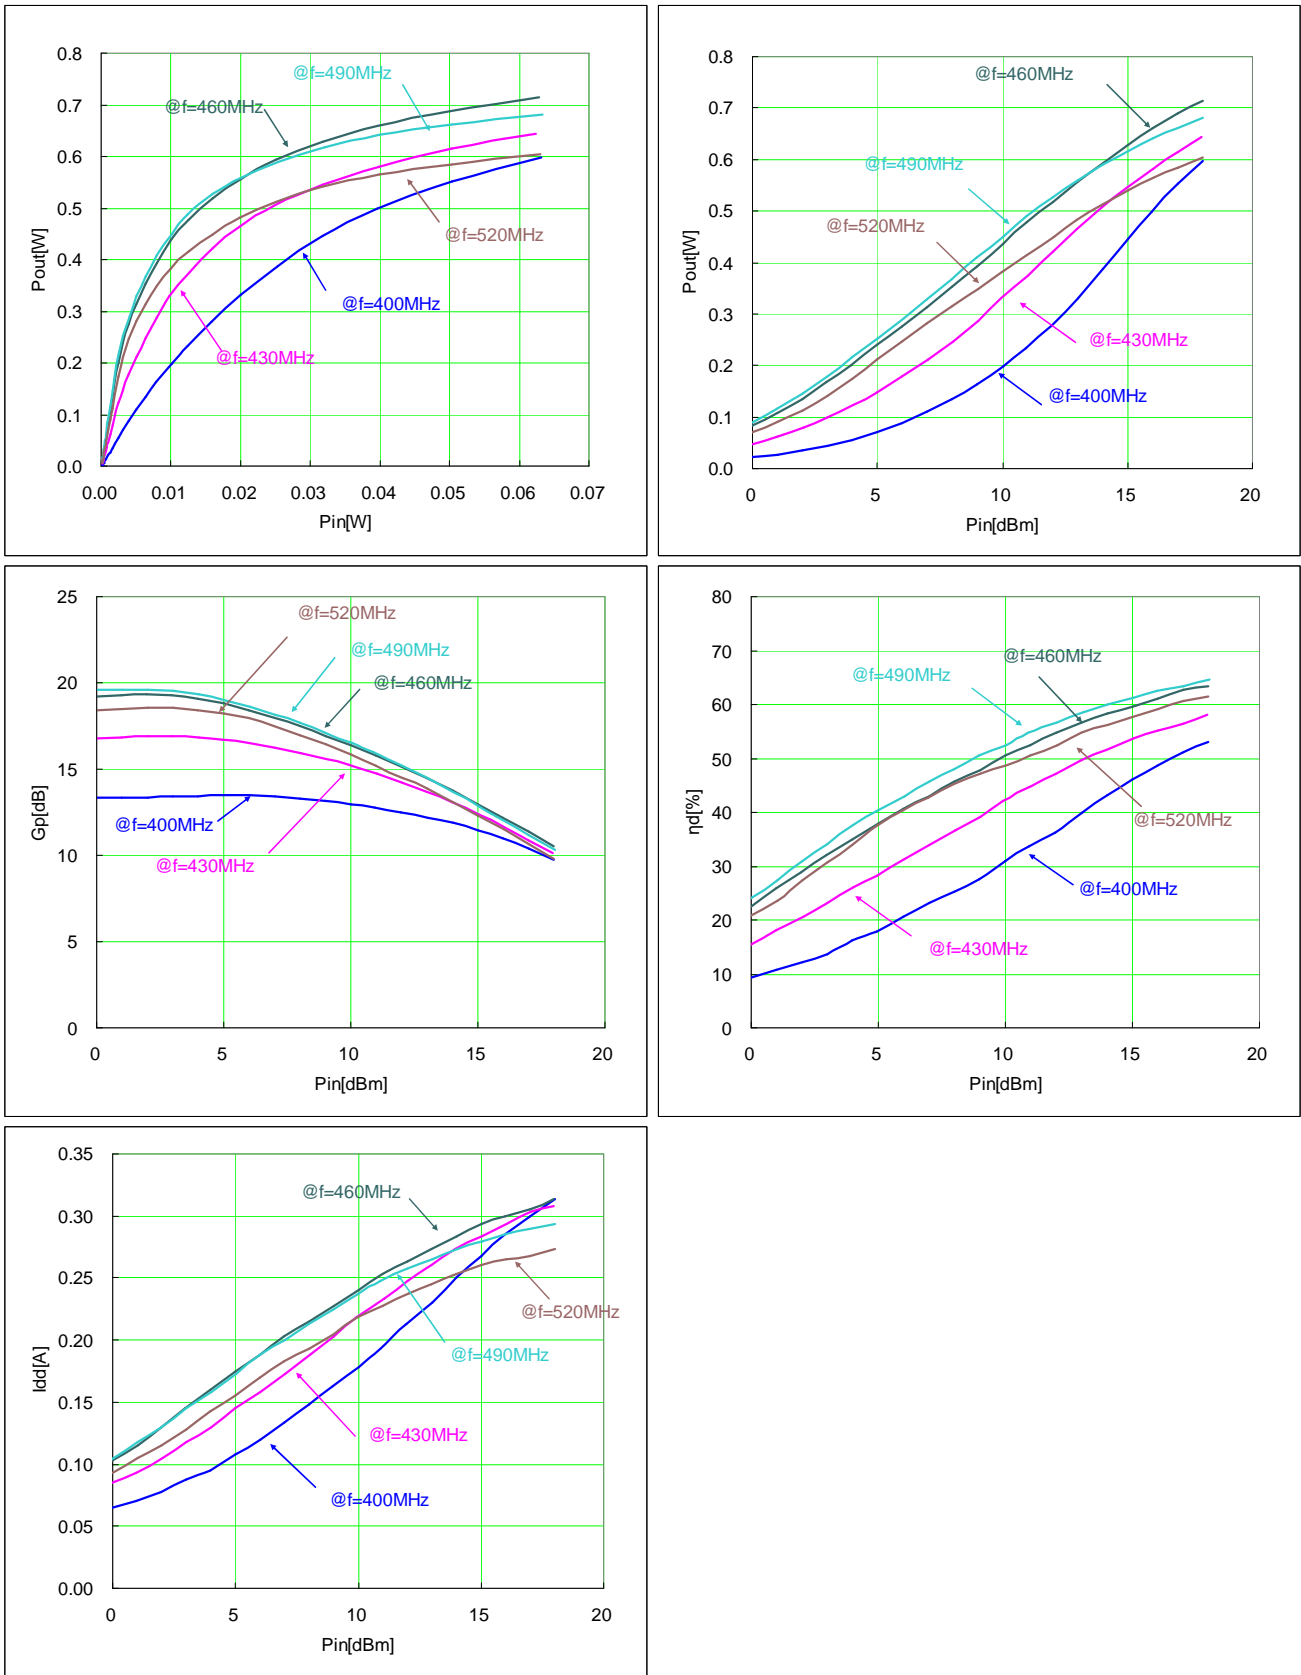 0.8
0.7
0.6
0.5
0.4
0.3
0.2
0.1
0.0
Pout[W]
@f=490MHz
@f=460MHz
@f=520MHz
@f=400MHz
@f=430MHz
0.00 0.01 0.02 0.03 0.04 0.05 0.06 0.07
Pin[W]
0.8
0.7
0.6
0.5
0.4
0.3
0.2
0.1
0.0
Pout[W]
@f=460MHz
@f=490MHz
@f=520MHz
@f=430MHz
@f=400MHz
0 5 10 15 20
Pin[dBm]
25
20
15
10
5
0
Gp[dB]
@f=520MHz
@f=490MHz
@f=460MHz
@f=400MHz
@f=430MHz
0 5 10 15 20
Pin[dBm]
80
70
60
50
40
30
20
10
0
ηd[%]
@f=460MHz
@f=490MHz
@f=520MHz
@f=400MHz
@f=430MHz
0 5 10 15 20
Pin[dBm]
0.35
0.30
0.25
0.20
0.15
0.10
0.05
0.00
Idd[A]
@f=460MHz
@f=520MHz
@f=490MHz
@f=430MHz
@f=400MHz
0 5 10 15 20
Pin[dBm]